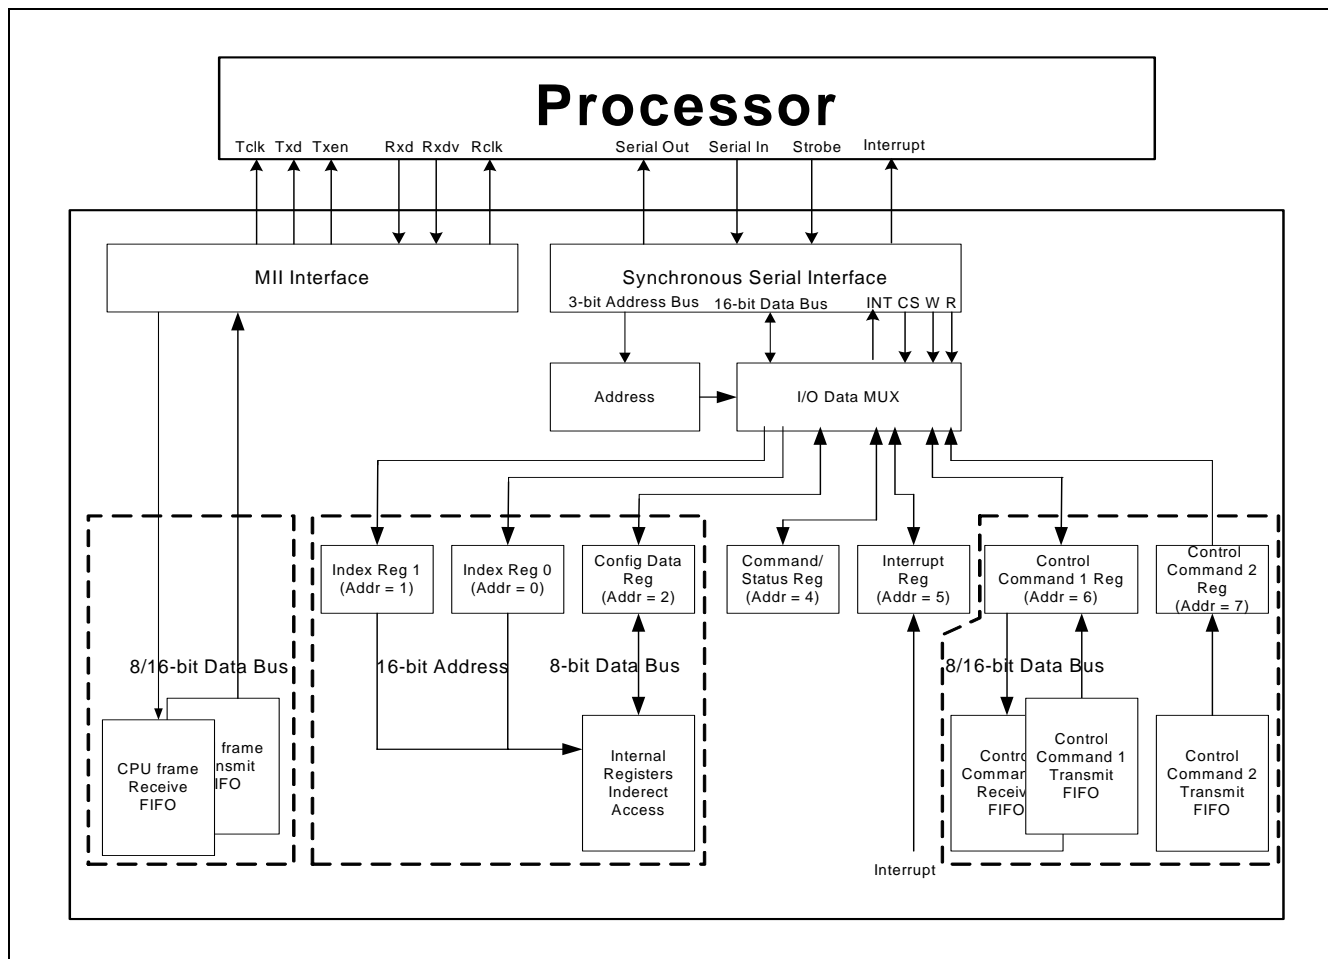 Processor
Tclk Txd Txen Rxd Rxdv Rclk Serial Out Serial In Strobe Interrupt
MII Interface
Synchronous Serial Interface
3-bit Address Bus 16-bit Data Bus INT CS W R
Address
I/O Data MUX
Index Reg 1
(Addr = 1)
Index Reg 0
(Addr = 0)
Config Data
Reg
(Addr = 2)
Command/
Status Reg
(Addr = 4)
Interrupt
Reg
(Addr = 5)
Control
Command 1 Reg
(Addr = 6)
Control
Command 2
Reg
(Addr = 7)
8/16-bit Data Bus
16-bit Address
8-bit Data Bus
8/16-bit Data Bus
CPU frame
Receive
FIFO
frame
Internal
Registers
Inderect
Access
Control
Command 1
Transmit
FIFO
Control
Command 2
Transmit
FIFO
Interrupt